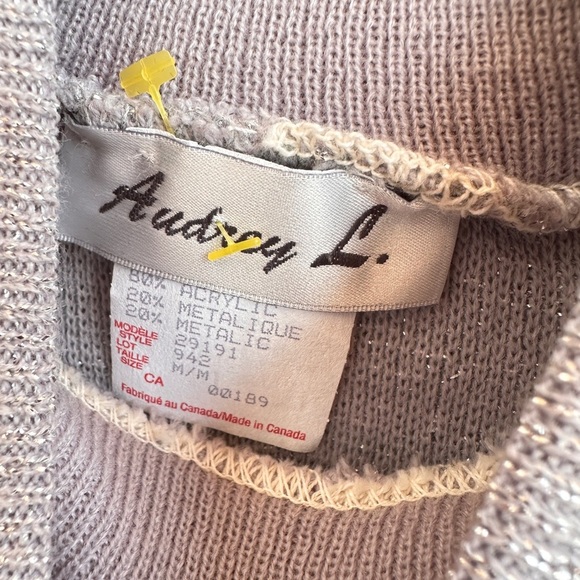 Audrey L.
80% ACRYLIC
20% METALIQUE
20% METALIC
MODÈLE STYLE 29191
LOT 942
TAILLE SIZE M/M
CA 00189
Fabriqué au Canada/Made in Canada